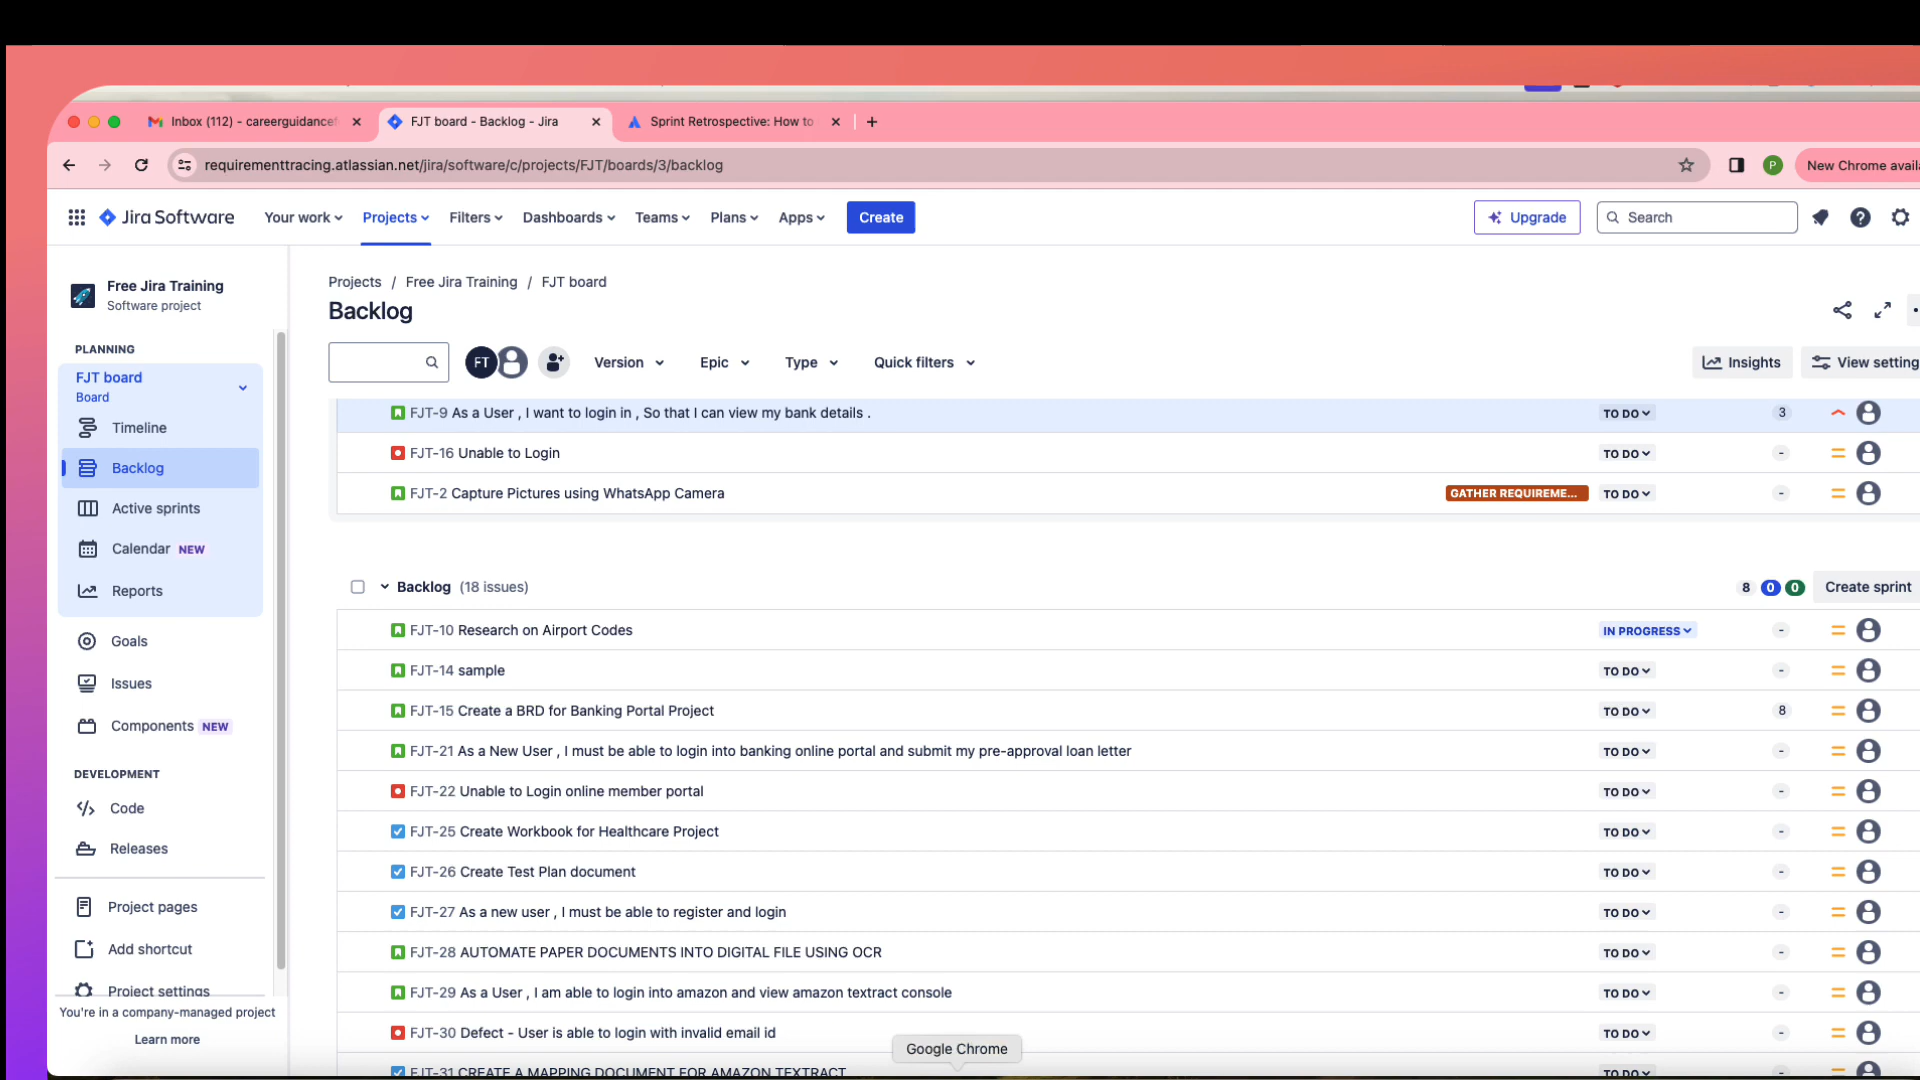 Inbox (112) - careerguidancef
FJT board - Backlog - Jira
Sprint Retrospective: How to
requirementtracing.atlassian.net/jira/software/c/projects/FJT/boards/3/backlog
P
New Chrome availa
Jira Software
Your work
Projects
Filters
Dashboards
Teams
Plans
Apps
Create
Upgrade
Search
Free Jira Training
Software project
PLANNING
FJT board
Board
Timeline
Backlog
Active sprints
Calendar NEW
Reports
Goals
Issues
Components NEW
DEVELOPMENT
Code
Releases
Project pages
Add shortcut
Project settings
You're in a company-managed project
Learn more
Projects / Free Jira Training / FJT board
Backlog
FT
Version
Epic
Type
Quick filters
Insights
View setting
FJT-9 As a User , I want to login in , So that I can view my bank details . TO DO 3
FJT-16 Unable to Login TO DO -
FJT-2 Capture Pictures using WhatsApp Camera GATHER REQUIREME... TO DO -
Backlog (18 issues) 8 0 0 Create sprint
FJT-10 Research on Airport Codes IN PROGRESS -
FJT-14 sample TO DO -
FJT-15 Create a BRD for Banking Portal Project TO DO 8
FJT-21 As a New User , I must be able to login into banking online portal and submit my pre-approval loan letter TO DO -
FJT-22 Unable to Login online member portal TO DO -
FJT-25 Create Workbook for Healthcare Project TO DO -
FJT-26 Create Test Plan document TO DO -
FJT-27 As a new user , I must be able to register and login TO DO -
FJT-28 AUTOMATE PAPER DOCUMENTS INTO DIGITAL FILE USING OCR TO DO -
FJT-29 As a User , I am able to login into amazon and view amazon textract console TO DO -
FJT-30 Defect - User is able to login with invalid email id TO DO -
Google Chrome
FJT-31 CREATE A MAPPING DOCUMENT FOR AMAZON TEXTRACT TO DO -